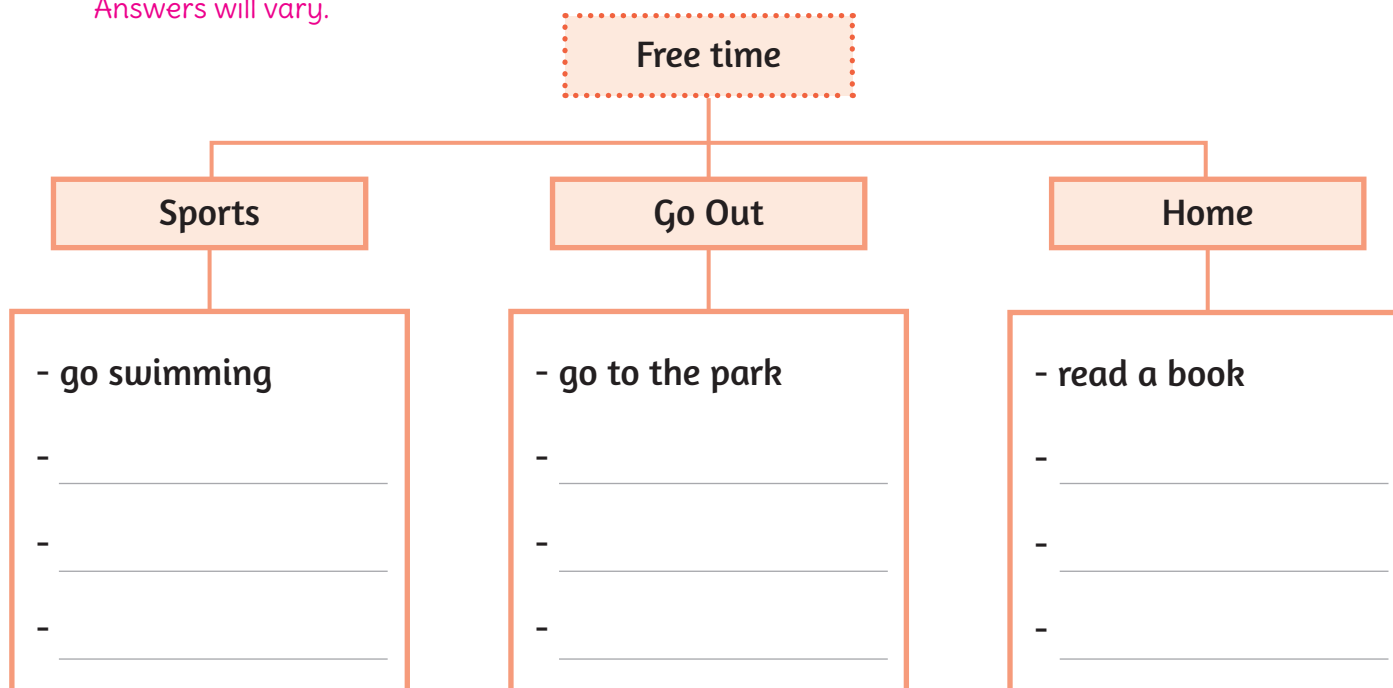 Answers will vary.
Free time
Sports
Go Out
Home
- go swimming
-
-
-
- go to the park
-
-
-
- read a book
-
-
-